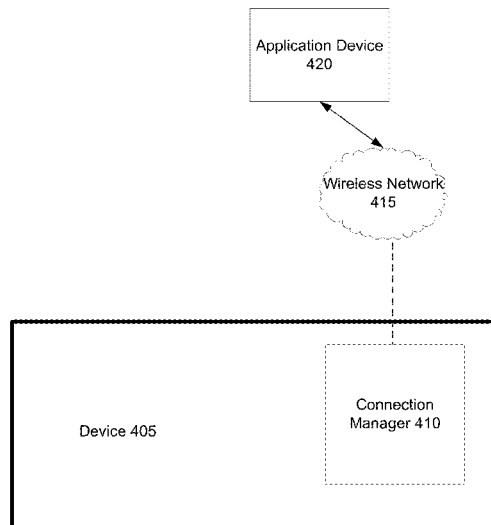 Application Device
420
Wireless Network
415
Connection
Manager 410
Device 405